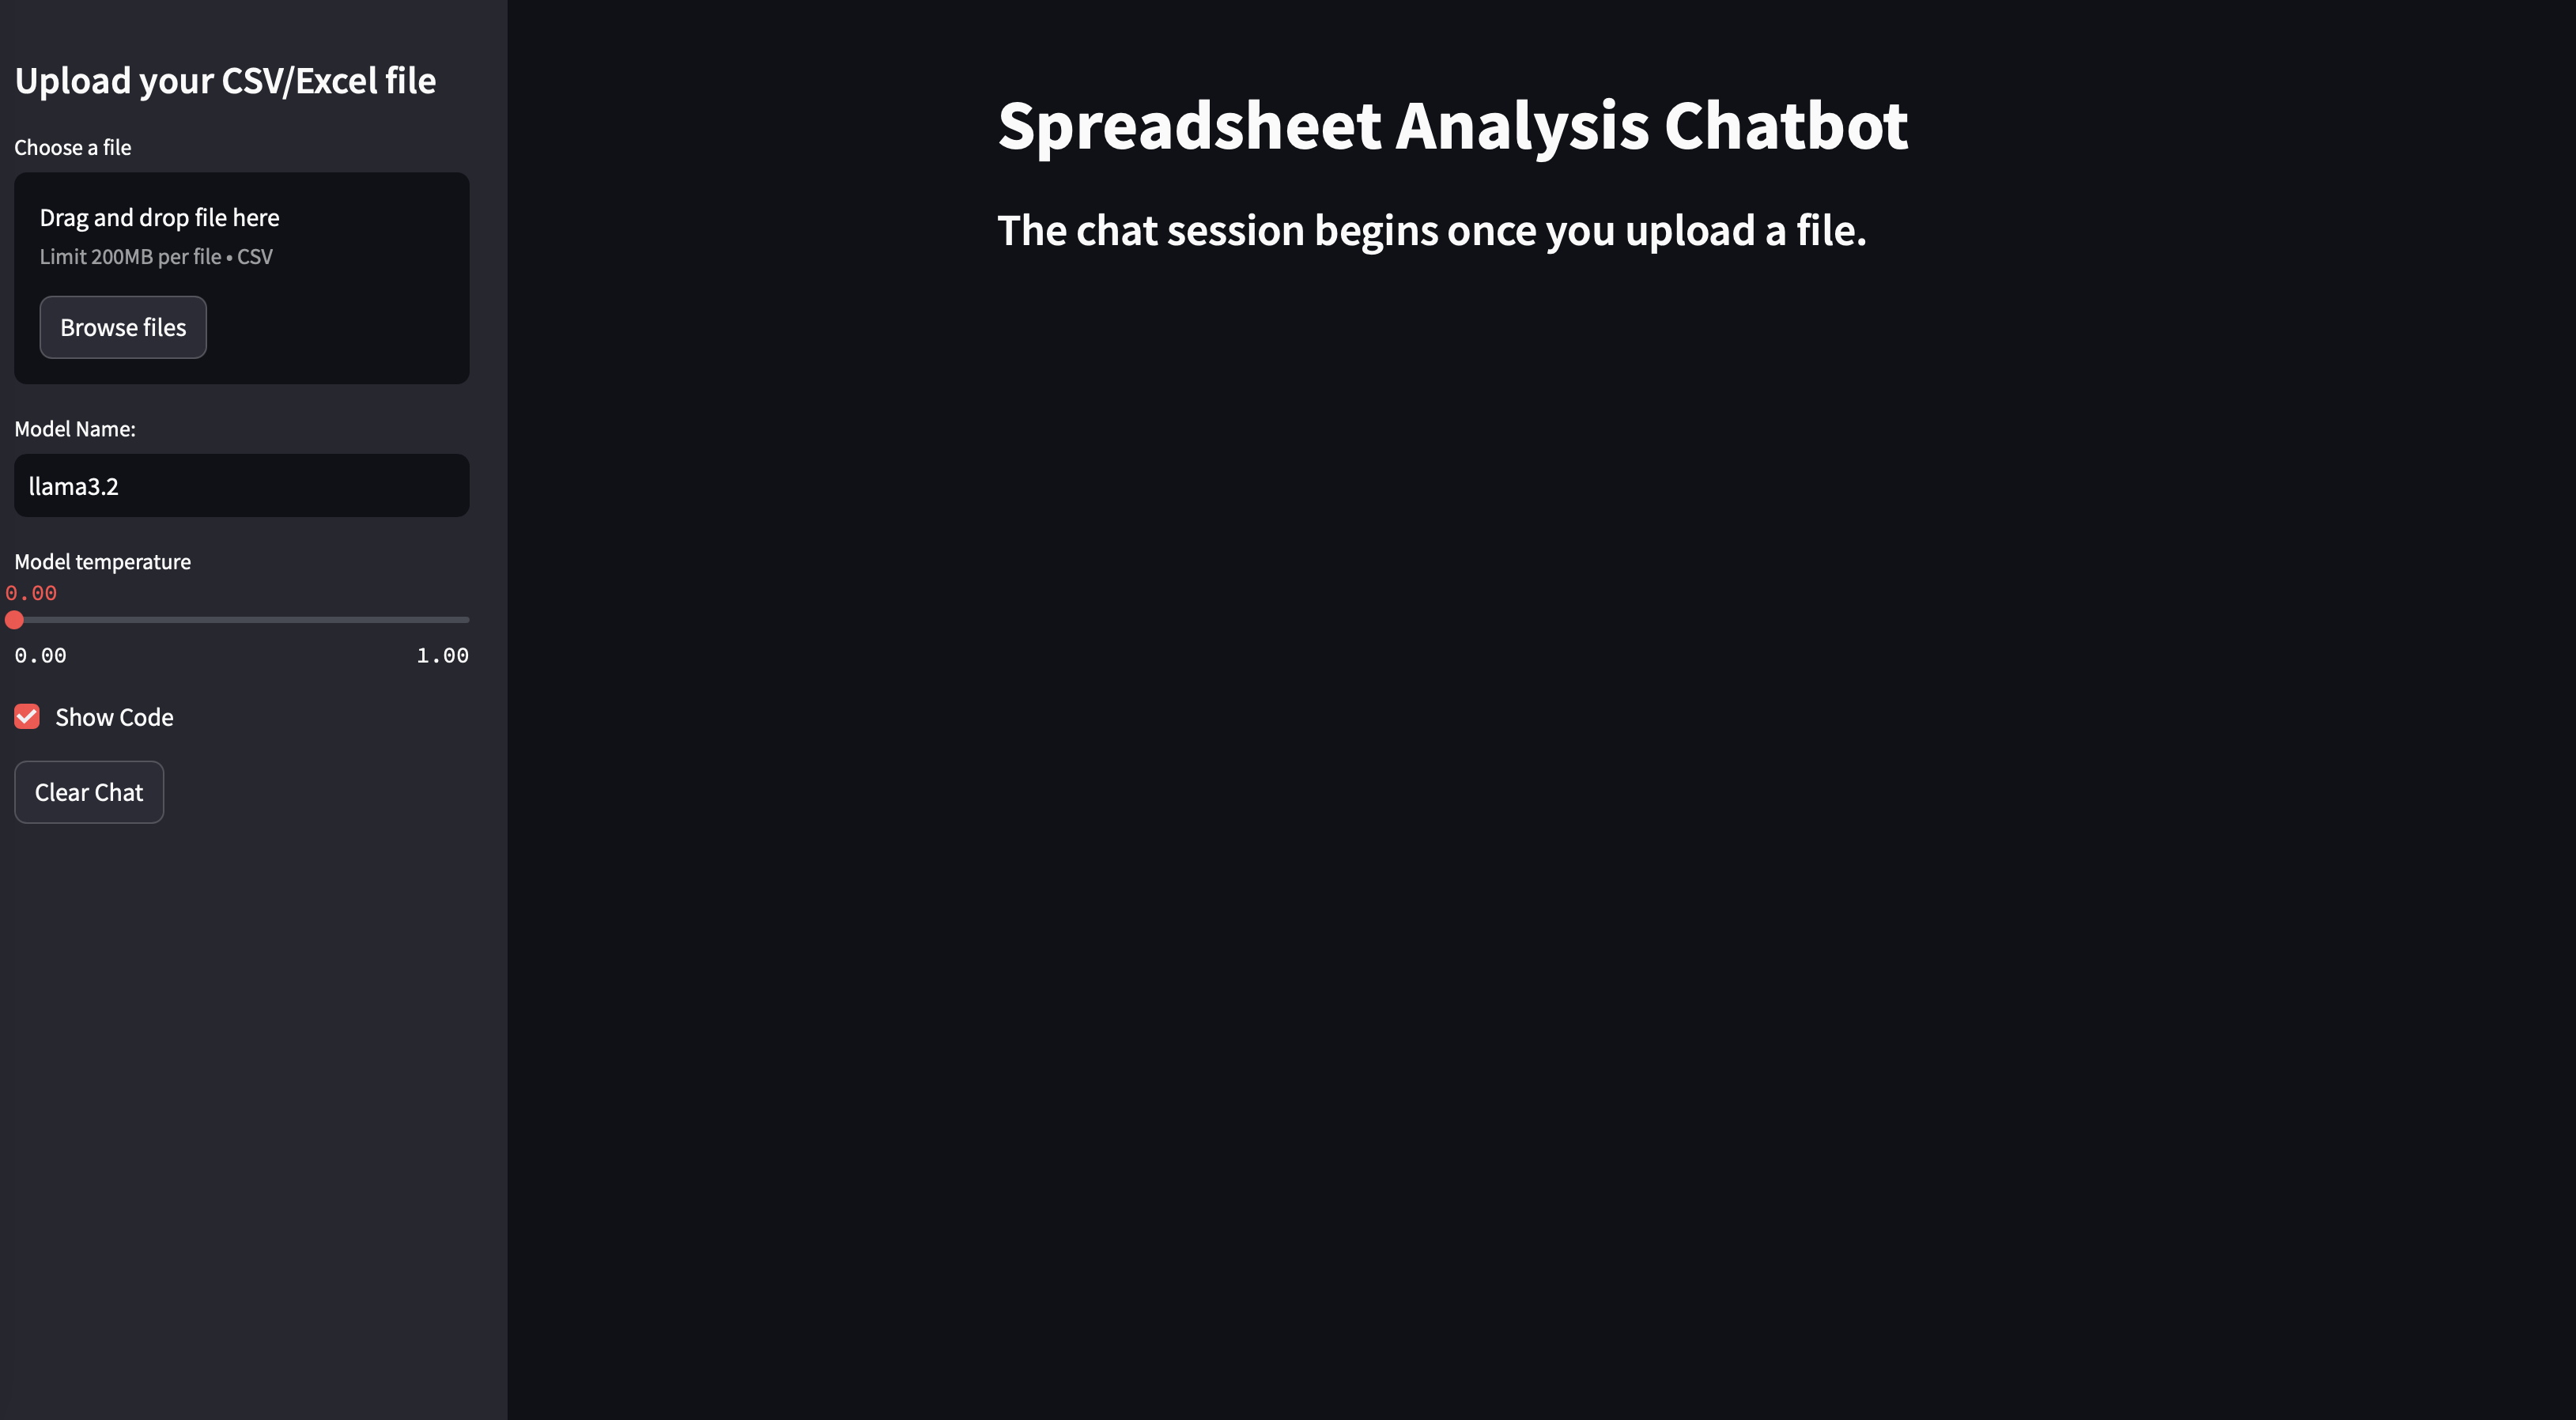 Upload your CSV/Excel file
Choose a file
Drag and drop file here
Limit 200MB per file • CSV
Browse files
Model Name:
llama3.2
Model temperature
0.00
0.00 1.00
Show Code
Clear Chat
Spreadsheet Analysis Chatbot
The chat session begins once you upload a file.